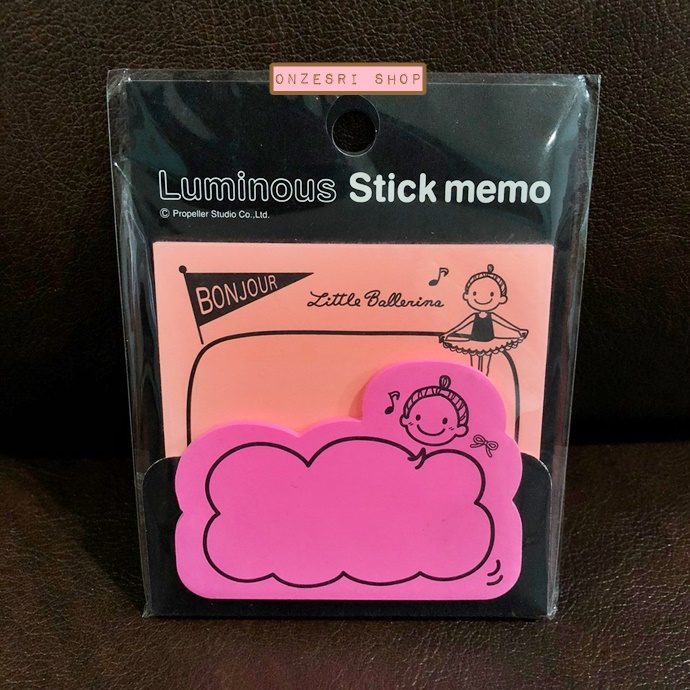 ONZESRI SHOP
Luminous Stick memo
© Propeller Studio Co.,Ltd.
BONJOUR
Little Ballerina